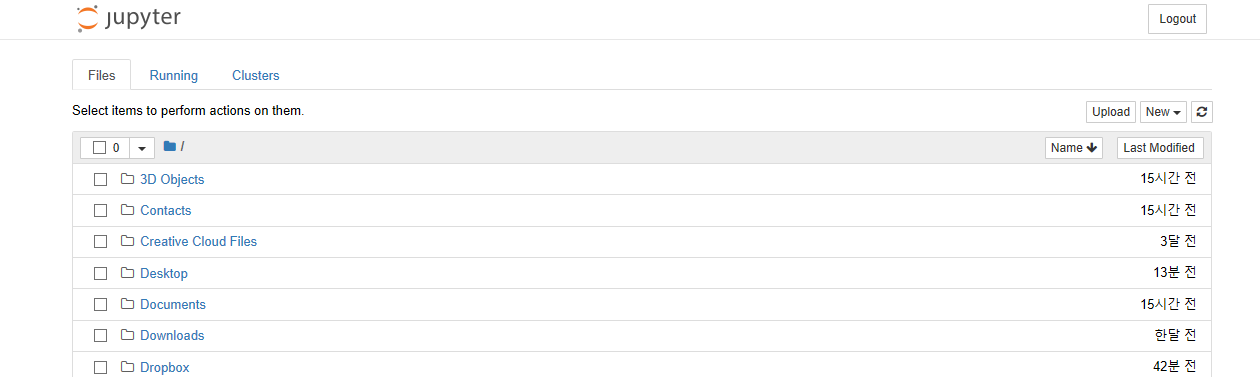 jupyter Logout
Files Running Clusters
Select items to perform actions on them. Upload New
0 / Name Last Modified
3D Objects 15시간 전
Contacts 15시간 전
Creative Cloud Files 3달 전
Desktop 13분 전
Documents 15시간 전
Downloads 한달 전
Dropbox 42분 전